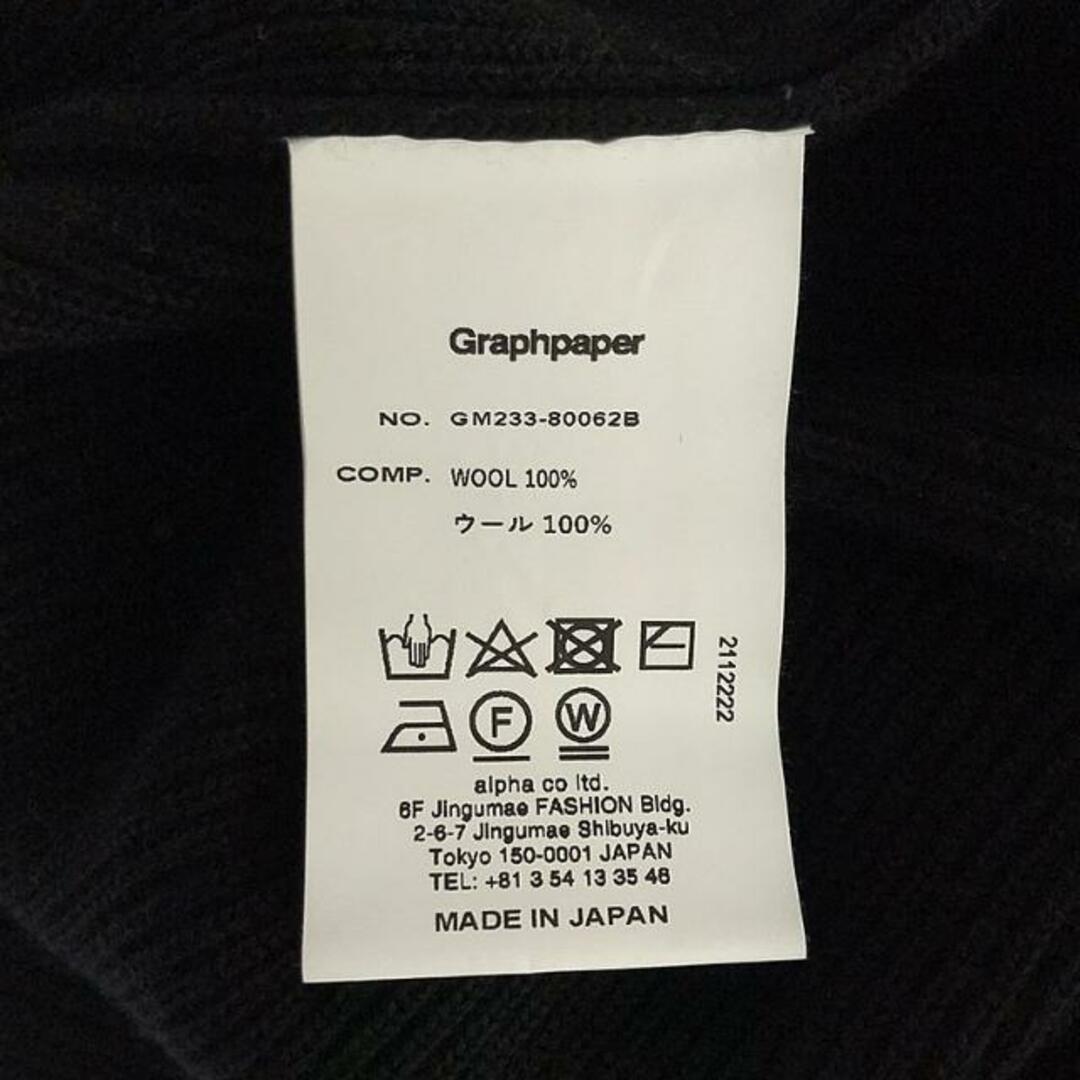 Graphpaper
NO. GM233-80062B
COMP. WOOL 100%
ウール 100%
2112222
F W
alpha co ltd.
6F Jingumae FASHION Bldg.
2-6-7 Jingumae Shibuya-ku
Tokyo 150-0001 JAPAN
TEL: +81 3 54 13 35 48
MADE IN JAPAN